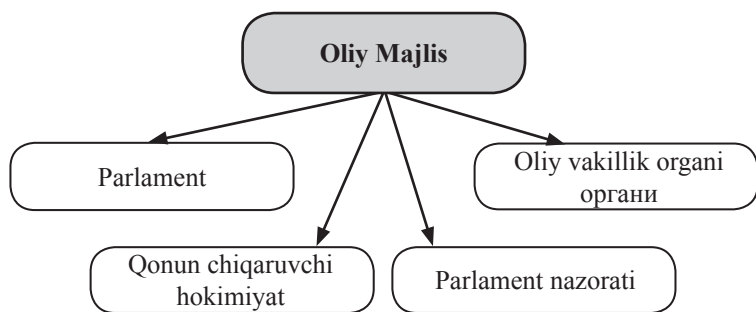 Oliy Majlis
Parlament
Oliy vakillik organi
органи
Qonun chiqaruvchi
hokimiyat
Parlament nazorati